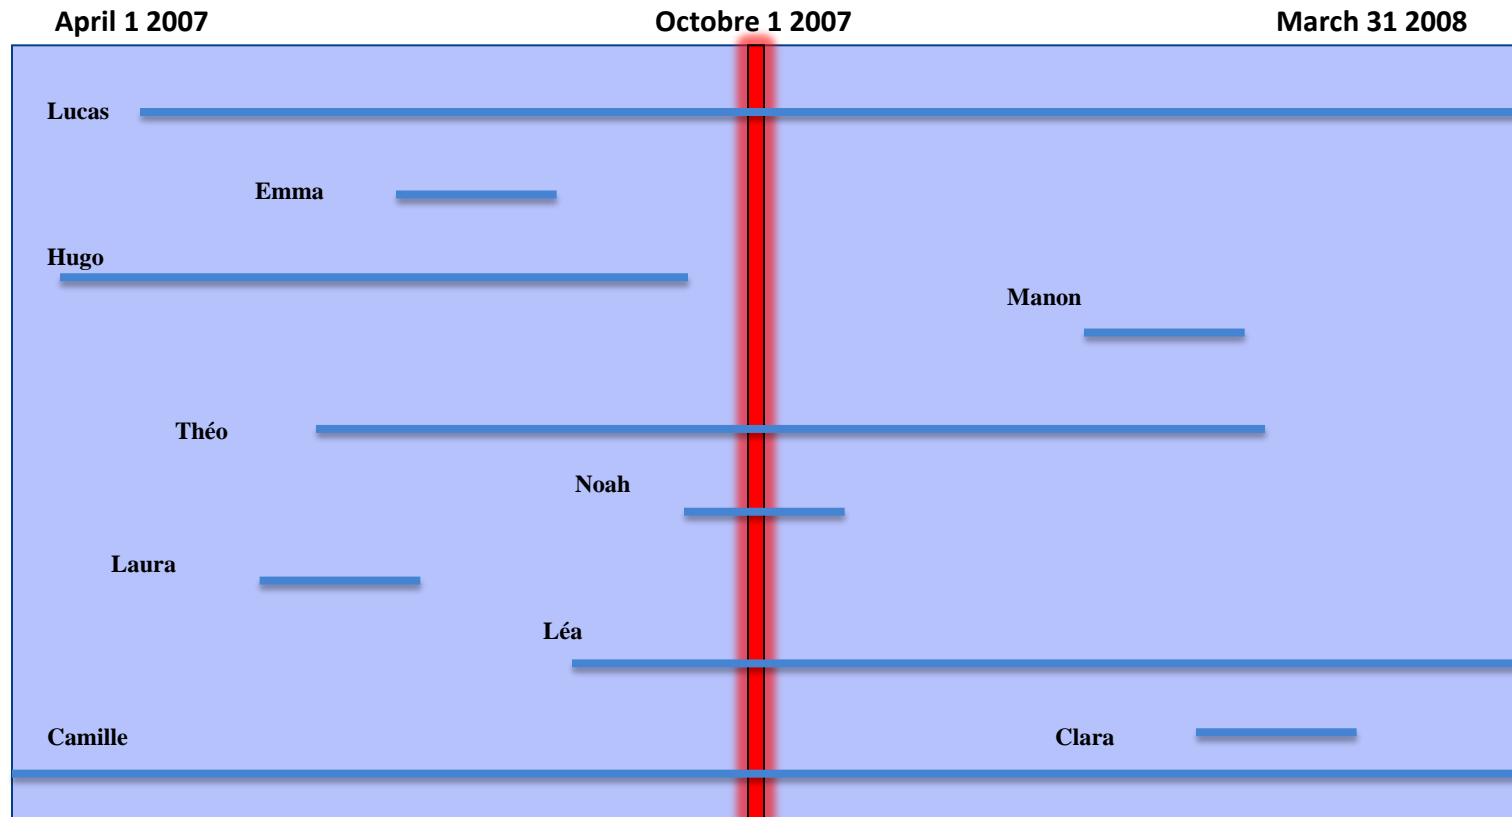 April 1 2007 Octobre 1 2007 March 31 2008
Lucas
Emma
Hugo
Manon
Théo
Noah
Laura
Léa
Camille Clara